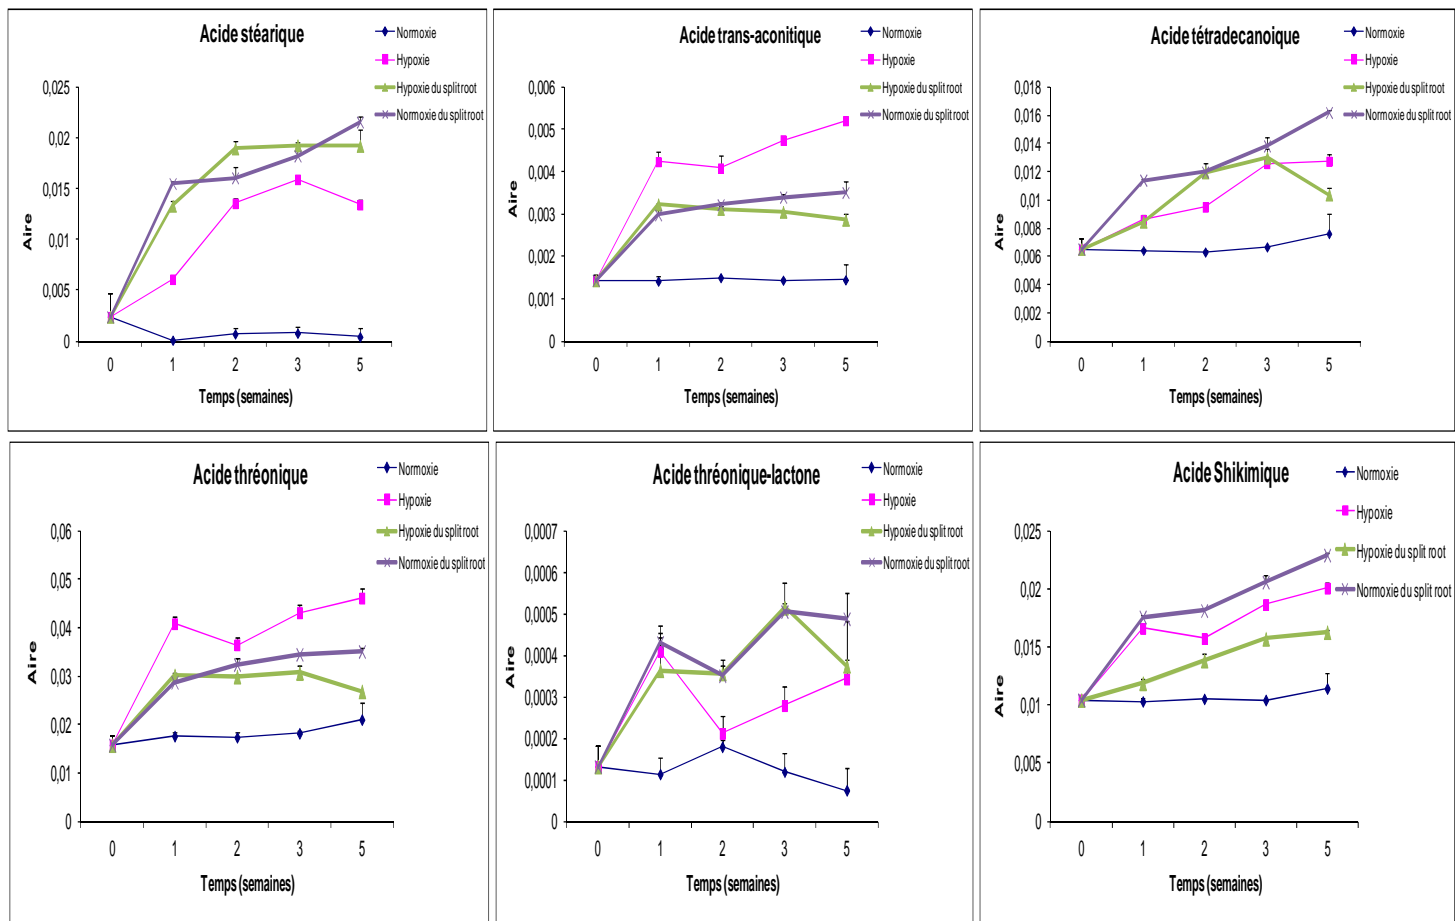 Acide stéarique
Normoxie
Hypoxie
Hypoxie du split root
Normoxie du split root
0,025
0,02
0,015
0,01
0,005
0
Aire
0 1 2 3 5
Temps (semaines)
Acide trans-aconitique
Normoxie
Hypoxie
Hypoxie du split root
Normoxie du split root
0,006
0,005
0,004
0,003
0,002
0,001
0
Aire
0 1 2 3 5
Temps (semaines)
Acide tétradecanoique
Normoxie
Hypoxie
Hypoxie du split root
Normoxie du split root
0,018
0,016
0,014
0,012
0,01
0,008
0,006
0,004
0,002
0
Aire
0 1 2 3 5
Temps (semaines)
Acide thréonique
Normoxie
Hypoxie
Hypoxie du split root
Normoxie du split root
0,06
0,05
0,04
0,03
0,02
0,01
0
Aire
0 1 2 3 5
Temps (semaines)
Acide thréonique-lactone
Normoxie
Hypoxie
Hypoxie du split root
Normoxie du split root
0,0007
0,0006
0,0005
0,0004
0,0003
0,0002
0,0001
0
Aire
0 1 2 3 5
Temps (semaines)
Acide Shikimique
Normoxie
Hypoxie
Hypoxie du split root
Normoxie du split root
0,025
0,02
0,015
0,01
0,005
0
Aire
0 1 2 3 5
Temps (semaines)